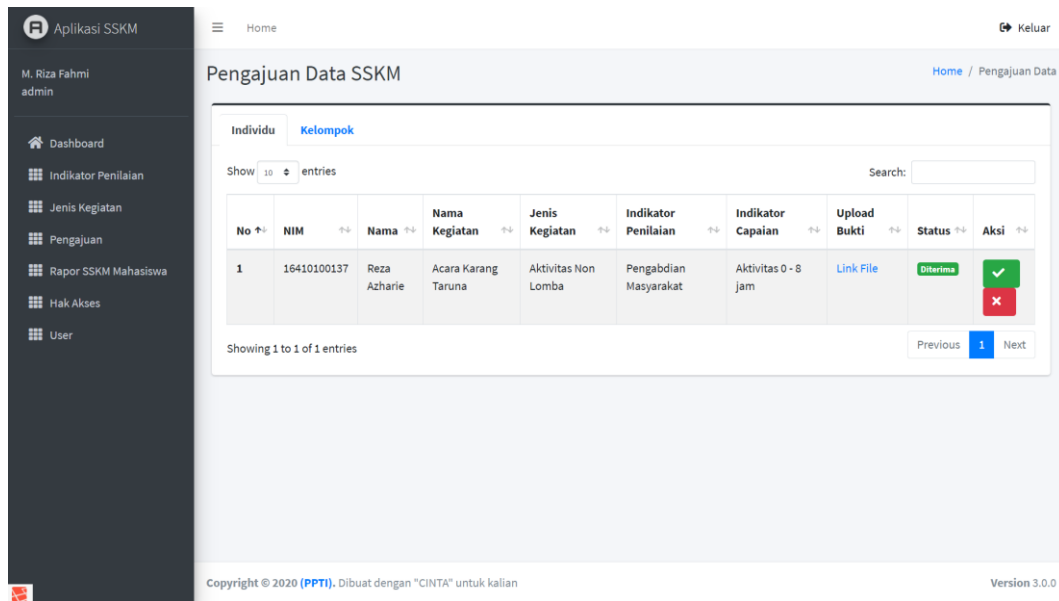 Aplikasi SSKM
Home
Keluar
M. Riza Fahmi
admin
Dashboard
Indikator Penilaian
Jenis Kegiatan
Pengajuan
Rapor SSKM Mahasiswa
Hak Akses
User
Pengajuan Data SSKM
Home / Pengajuan Data
Individu
Kelompok
Show 10 entries
Search:
No
NIM
Nama
Nama
Kegiatan
Jenis
Kegiatan
Indikator
Penilaian
Indikator
Capaian
Upload
Bukti
Status
Aksi
1
16410100137
Reza
Azharie
Acara Karang
Taruna
Aktivitas Non
Lomba
Pengabdian
Masyarakat
Aktivitas 0 - 8
jam
Link File
Diterima
Showing 1 to 1 of 1 entries
Previous
1
Next
Copyright © 2020 (PPTI). Dibuat dengan "CINTA" untuk kalian
Version 3.0.0